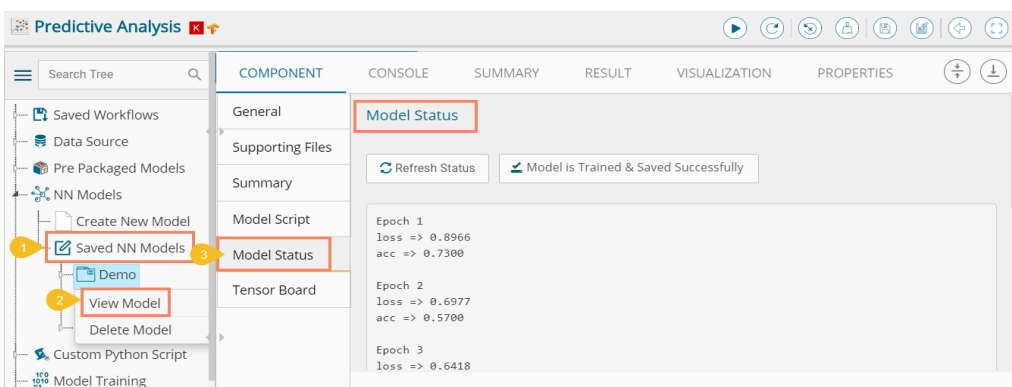 Predictive Analysis K
Search Tree
COMPONENT CONSOLE SUMMARY RESULT VISUALIZATION PROPERTIES
Saved Workflows
Data Source
Pre Packaged Models
NN Models
Create New Model
1 Saved NN Models
Demo
2 View Model
Delete Model
Custom Python Script
Model Training
General
Supporting Files
Summary
Model Script
3 Model Status
Tensor Board
Model Status
Refresh Status Model is Trained & Saved Successfully
Epoch 1
loss => 0.8966
acc => 0.7300
Epoch 2
loss => 0.6977
acc => 0.5700
Epoch 3
loss => 0.6418